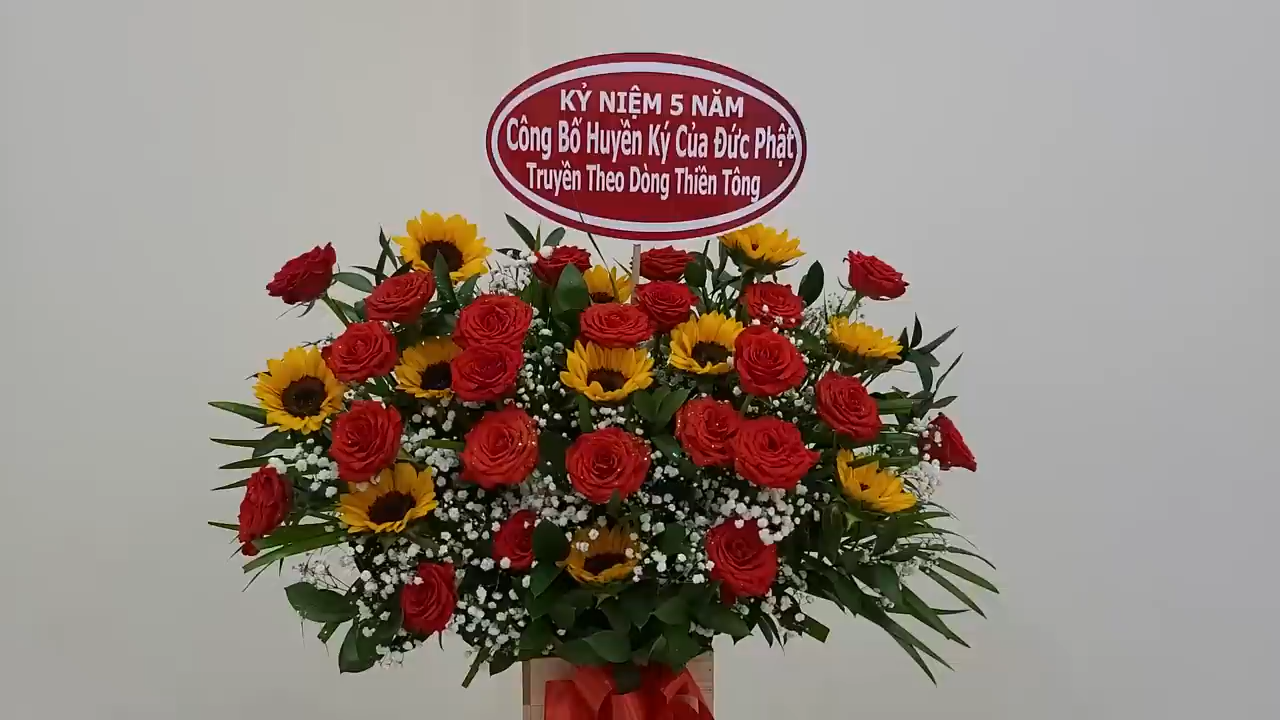 KỶ NIỆM 5 NĂM
Công Bố Huyền Ký Của Đức Phật
Truyền Theo Dòng Thiền Tông